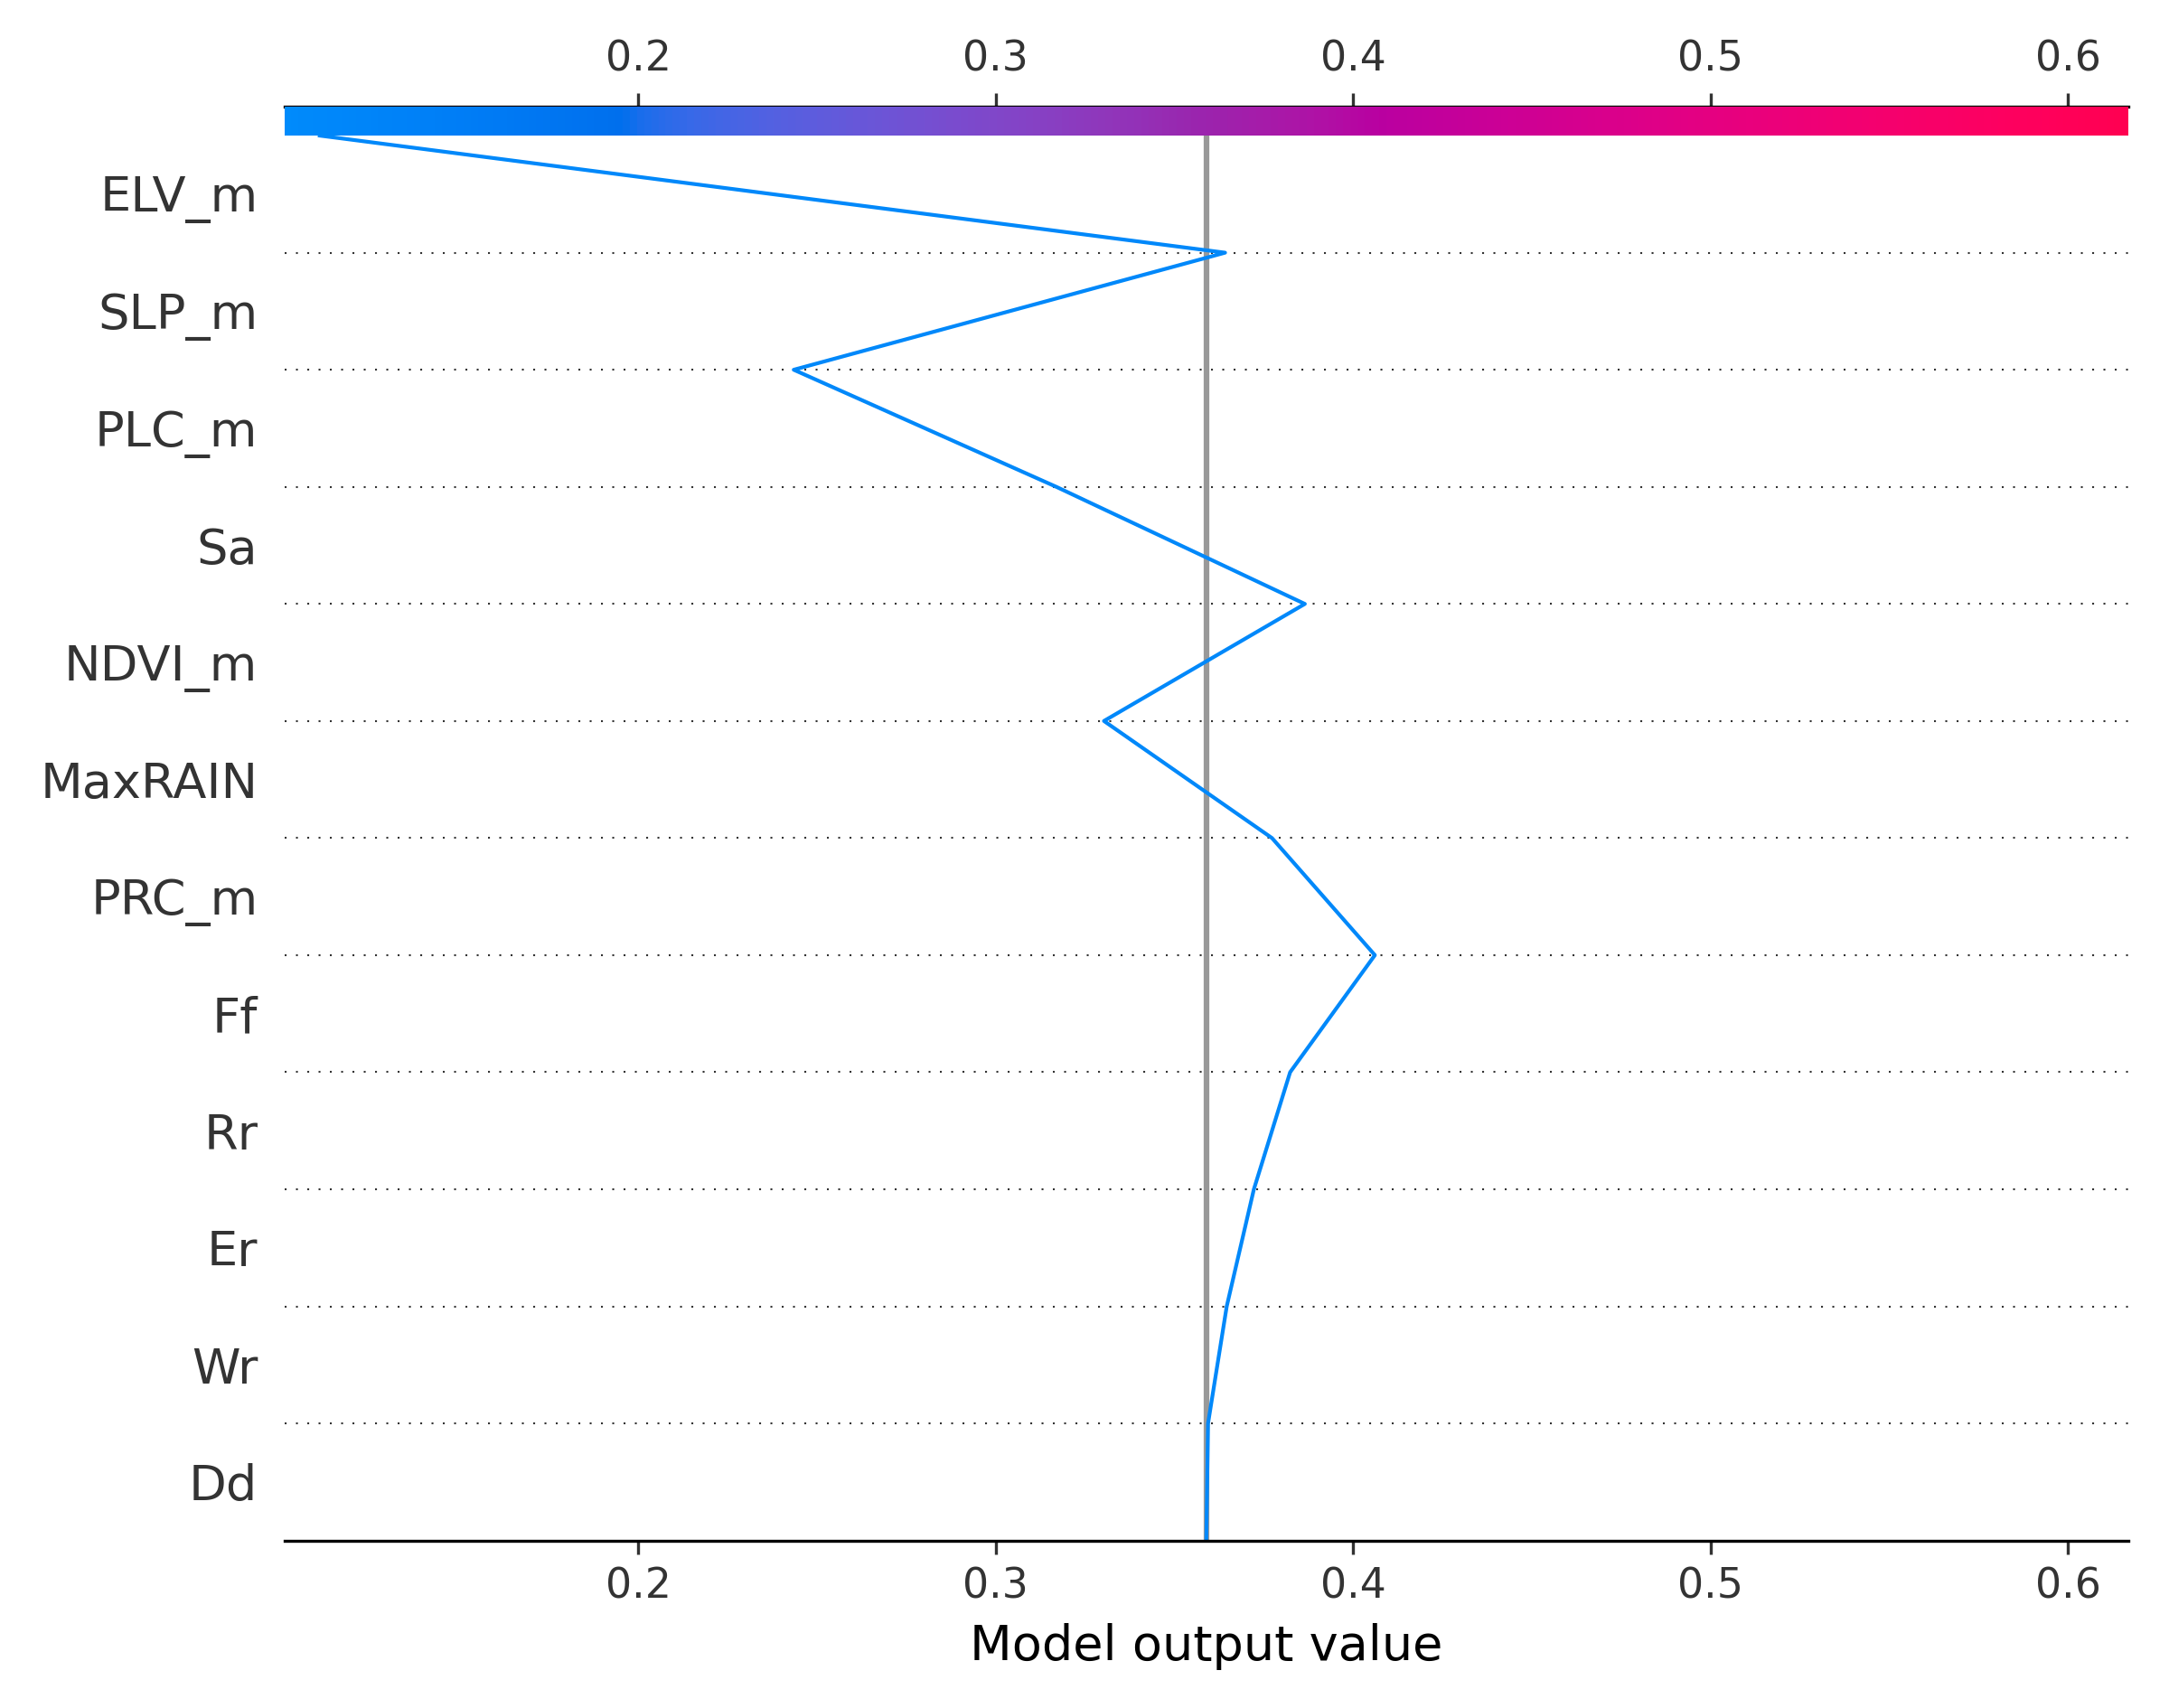 0.2 0.3 0.4 0.5 0.6
ELV_m
SLP_m
PLC_m
Sa
NDVI_m
MaxRAIN
PRC_m
Ff
Rr
Er
Wr
Dd
0.2 0.3 0.4 0.5 0.6
Model output value